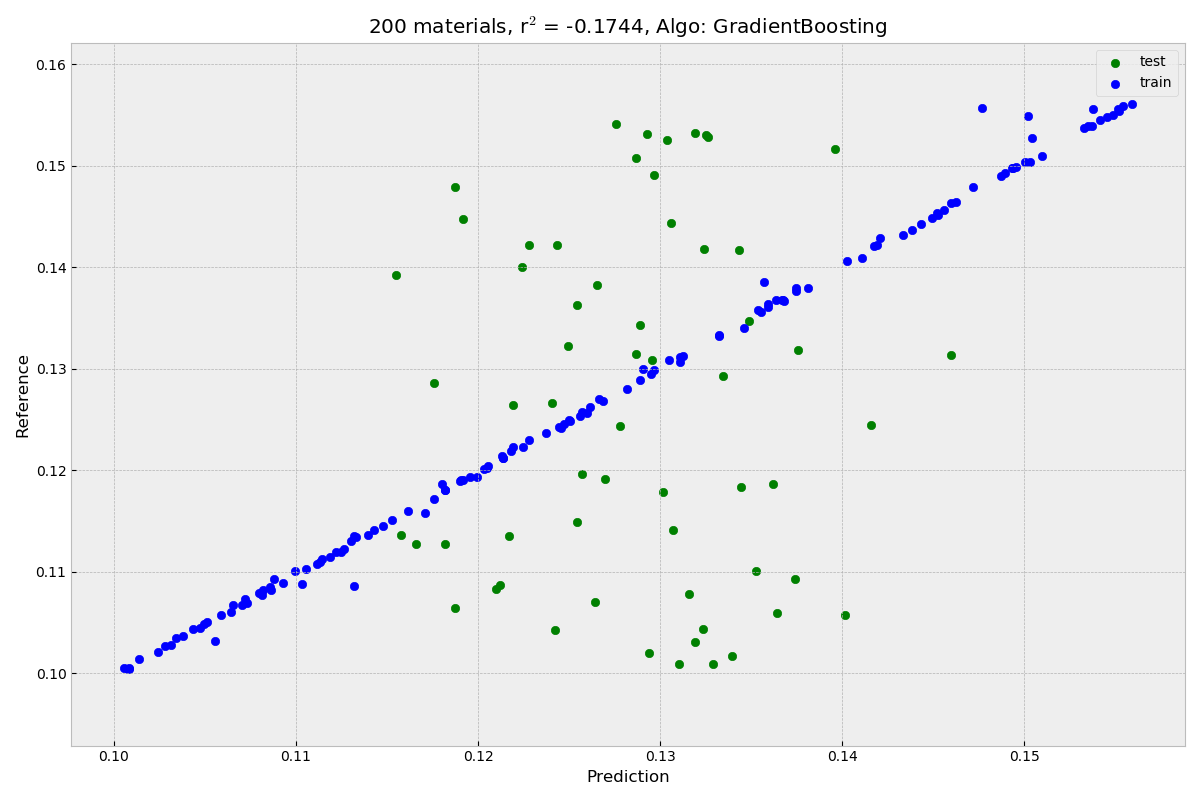 200 materials, r² = -0.1744, Algo: GradientBoosting
test
train
0.16
0.15
0.14
0.13
0.12
0.11
0.10
Reference
0.10 0.11 0.12 0.13 0.14 0.15
Prediction